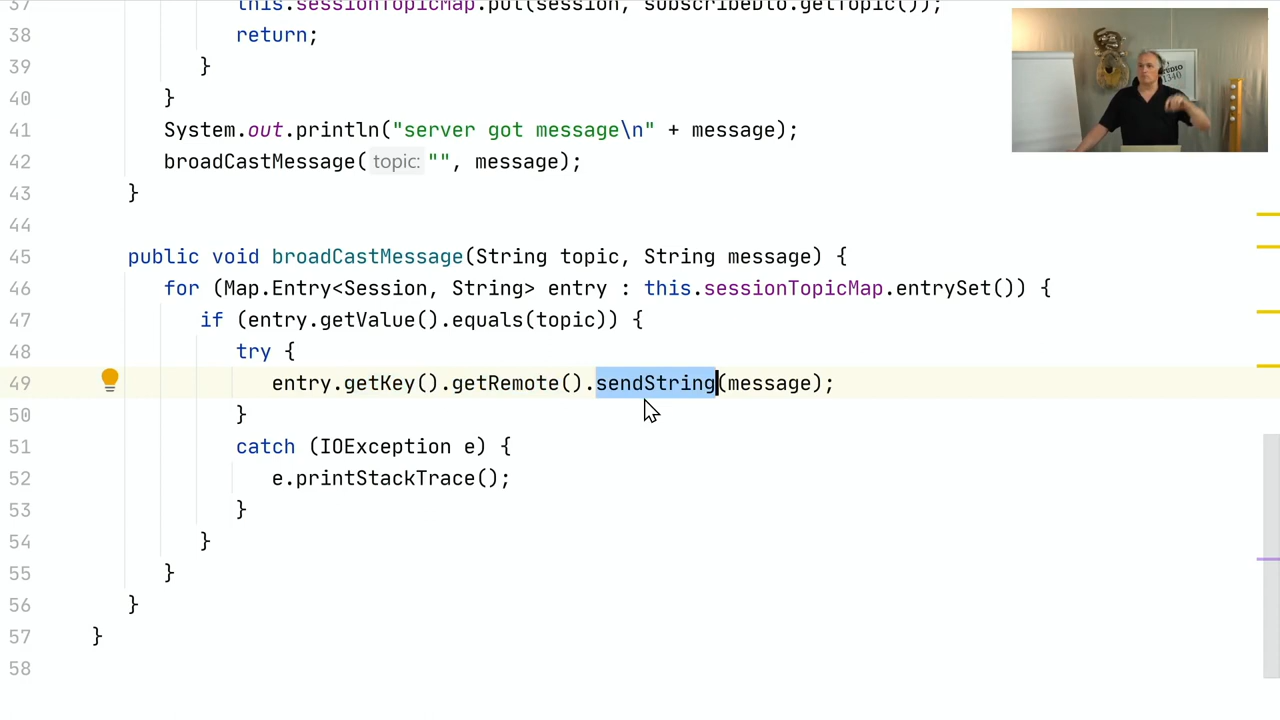 37 this.sessionTopicMap.put(session, subscribeDto.getTopic());
38 return;
39 }
40 }
41 System.out.println("server got message\n" + message);
42 broadCastMessage( topic: "", message);
43 }
44
45 public void broadCastMessage(String topic, String message) {
46 for (Map.Entry<Session, String> entry : this.sessionTopicMap.entrySet()) {
47 if (entry.getValue().equals(topic)) {
48 try {
49 entry.getKey().getRemote().sendString(message);
50 }
51 catch (IOException e) {
52 e.printStackTrace();
53 }
54 }
55 }
56 }
57 }
58
1340